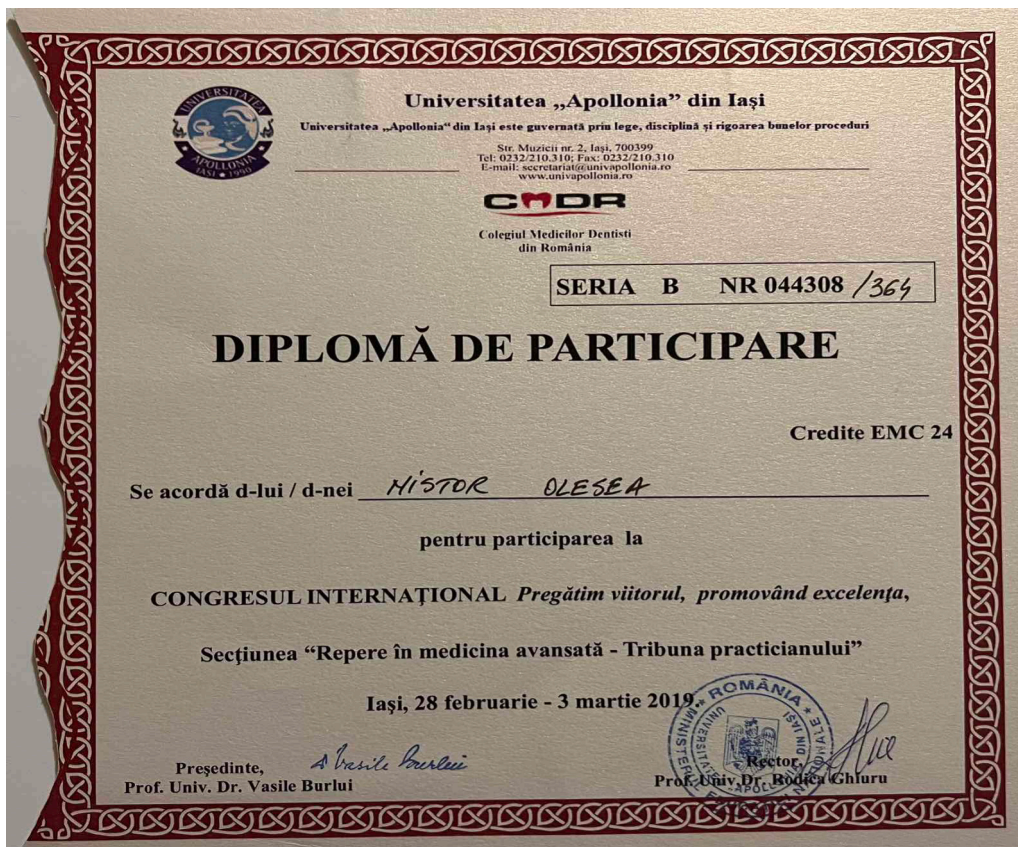 UNIVERSITATEA
APOLLONIA
IASI 1990
Universitatea „Apollonia” din Iaşi
Universitatea „Apollonia“ din Iaşi este guvernată prin lege, disciplină şi rigoarea bunelor proceduri
Str. Muzicii nr. 2, Iaşi, 700399
Tel: 0232/210.310; Fax: 0232/210.310
E-mail: secretariat@univapollonia.ro
www.univapollonia.ro
CMDR
Colegiul Medicilor Dentisti
din România
SERIA B NR 044308 /364
DIPLOMĂ DE PARTICIPARE
Credite EMC 24
Se acordă d-lui / d-nei NISTOR OLESEA
pentru participarea la
CONGRESUL INTERNAŢIONAL Pregătim viitorul, promovând excelenţa,
Secţiunea “Repere în medicina avansată - Tribuna practicianului”
Iaşi, 28 februarie - 3 martie 2019.
ROMÂNIA
Preşedinte,
Prof. Univ. Dr. Vasile Burlui
Rector,
Prof. Univ. Dr. Rodica Ghiuru